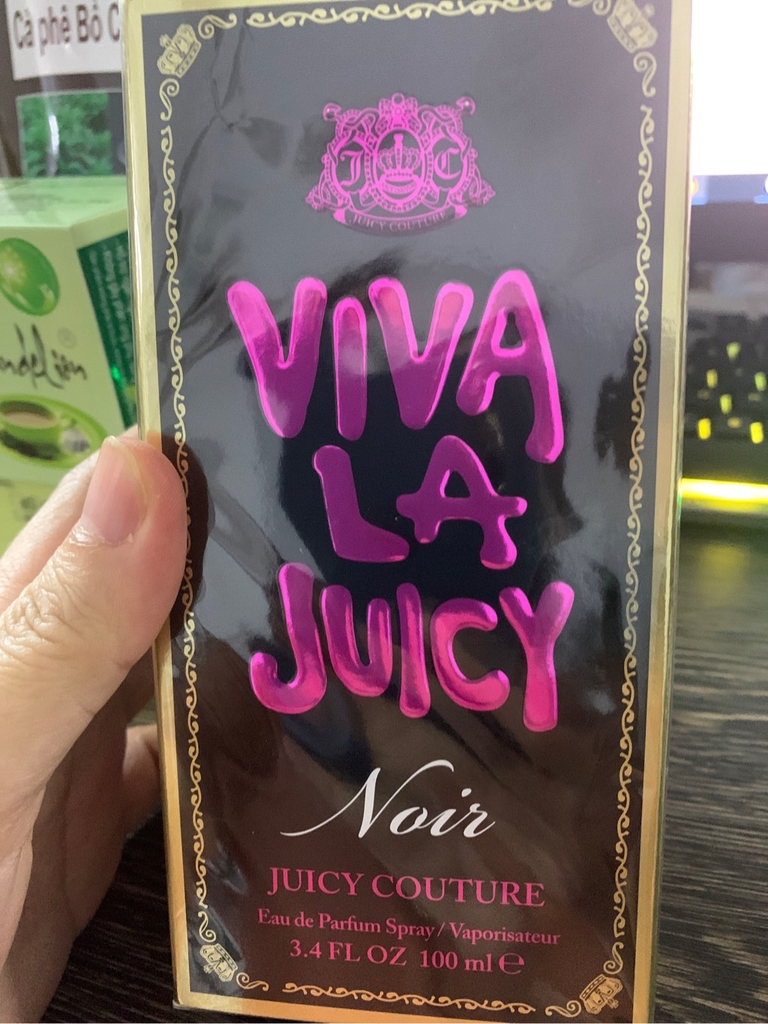 Cà phê Bồ C
J C
JUICY COUTURE
VIVA
LA
JUICY
Noir
JUICY COUTURE
Eau de Parfum Spray / Vaporisateur
3.4 FL OZ 100 ml ℮